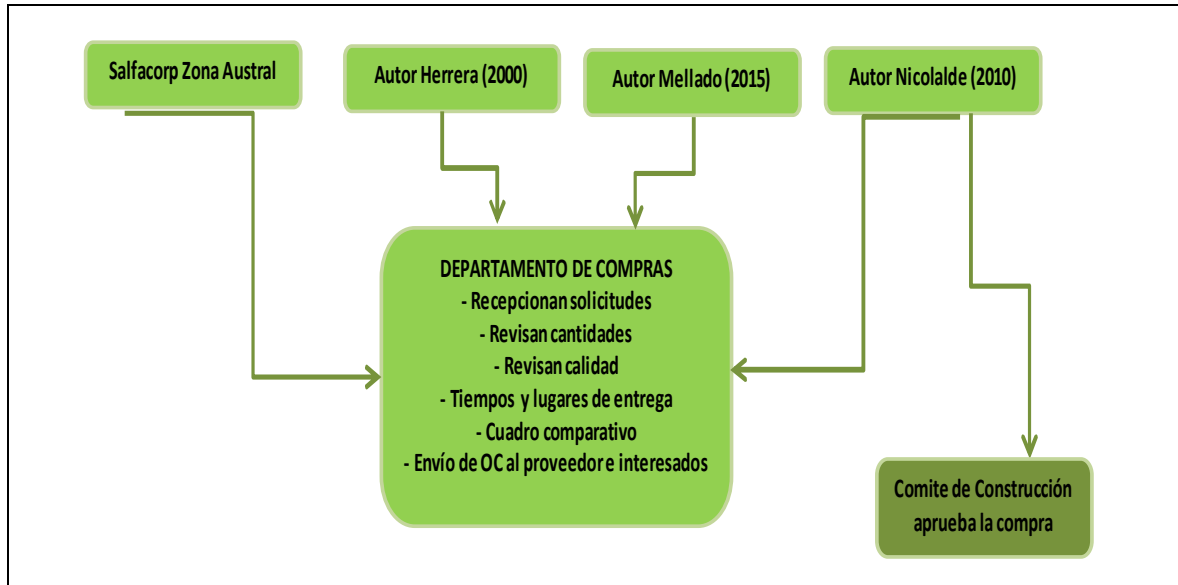 Salfacorp Zona Austral
Autor Herrera (2000)
Autor Mellado (2015)
Autor Nicolalde (2010)
DEPARTAMENTO DE COMPRAS
- Recepcionan solicitudes
- Revisan cantidades
- Revisan calidad
- Tiempos y lugares de entrega
- Cuadro comparativo
- Envío de OC al proveedor e interesados
Comite de Construcción
aprueba la compra